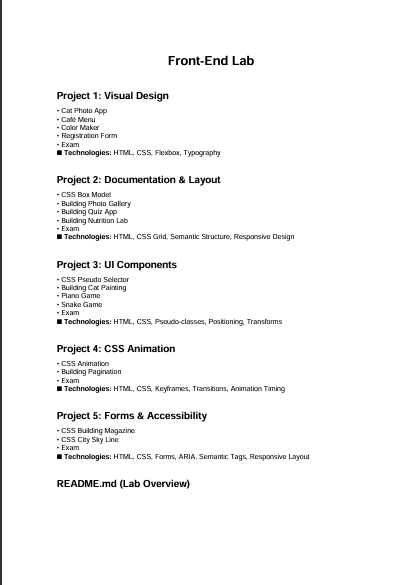 Front-End Lab
Project 1: Visual Design
• Cat Photo App
• Café Menu
• Color Maker
• Registration Form
• Exam
■ Technologies: HTML, CSS, Flexbox, Typography
Project 2: Documentation & Layout
• CSS Box Model
• Building Photo Gallery
• Building Quiz App
• Building Nutrition Lab
• Exam
■ Technologies: HTML, CSS Grid, Semantic Structure, Responsive Design
Project 3: UI Components
• CSS Pseudo Selector
• Building Cat Painting
• Piano Game
• Snake Game
• Exam
■ Technologies: HTML, CSS, Pseudo-classes, Positioning, Transforms
Project 4: CSS Animation
• CSS Animation
• Building Pagination
• Exam
■ Technologies: HTML, CSS, Keyframes, Transitions, Animation Timing
Project 5: Forms & Accessibility
• CSS Building Magazine
• CSS City Sky Line
• Exam
■ Technologies: HTML, CSS, Forms, ARIA, Semantic Tags, Responsive Layout
README.md (Lab Overview)